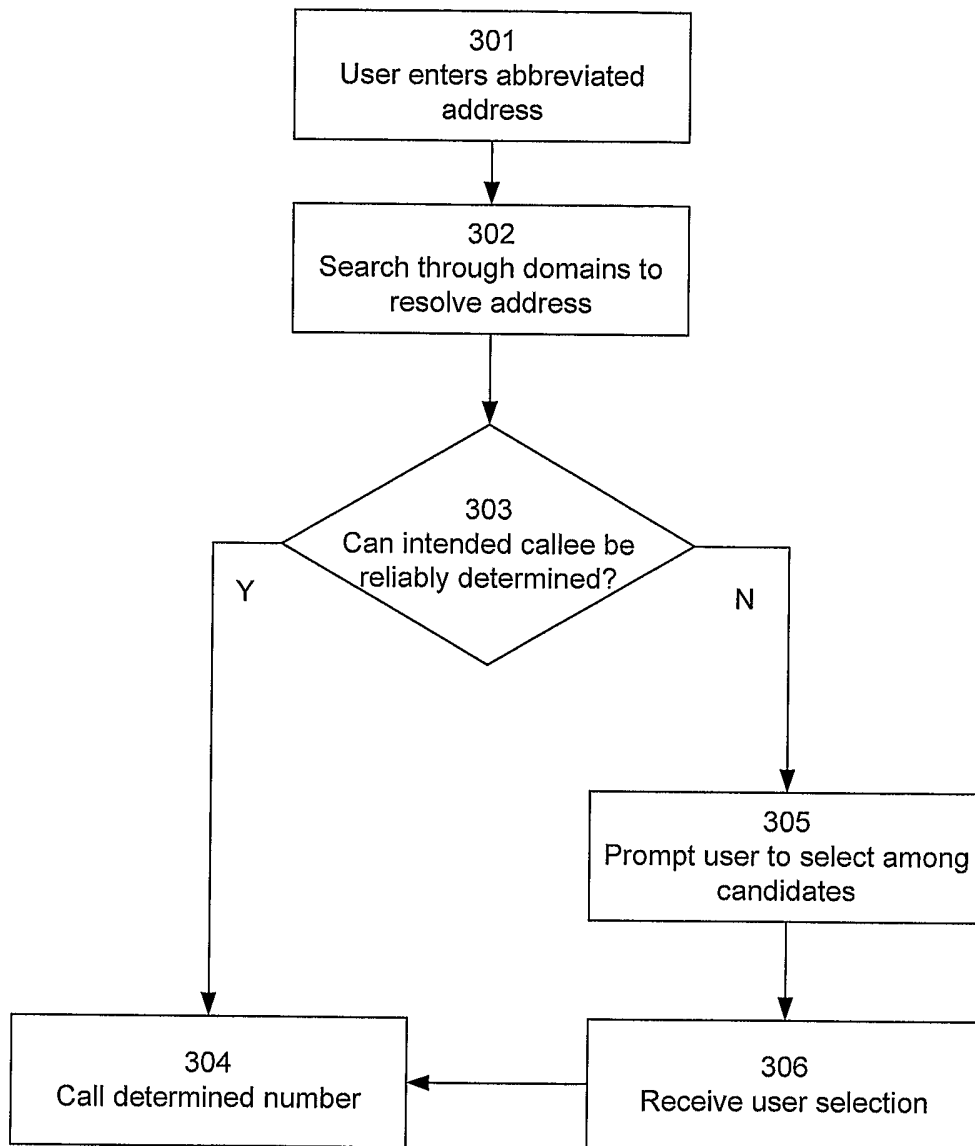 301
User enters abbreviated
address
302
Search through domains to
resolve address
303
Can intended callee be
reliably determined?
Y
N
305
Prompt user to select among
candidates
304
Call determined number
306
Receive user selection